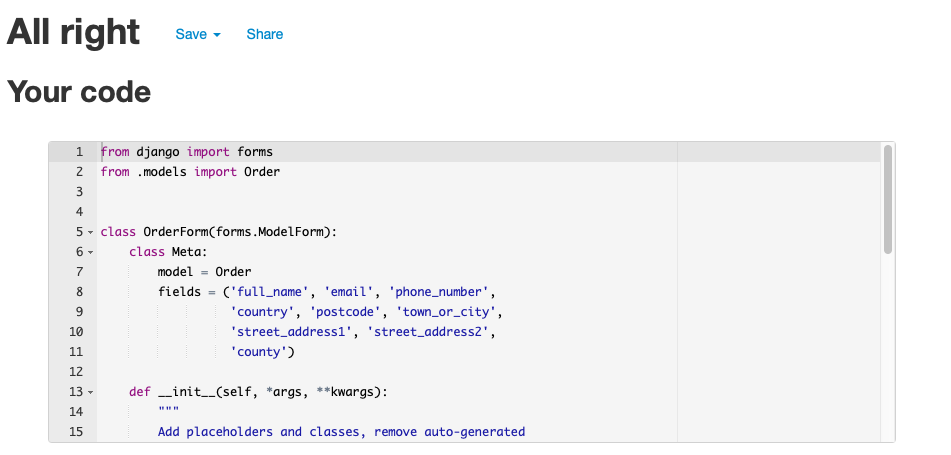 All right Save Share
Your code
1 from django import forms
2 from .models import Order
3
4
5 class OrderForm(forms.ModelForm):
6     class Meta:
7         model = Order
8         fields = ('full_name', 'email', 'phone_number',
9                   'country', 'postcode', 'town_or_city',
10                   'street_address1', 'street_address2',
11                   'county')
12
13     def __init__(self, *args, **kwargs):
14         """
15         Add placeholders and classes, remove auto-generated